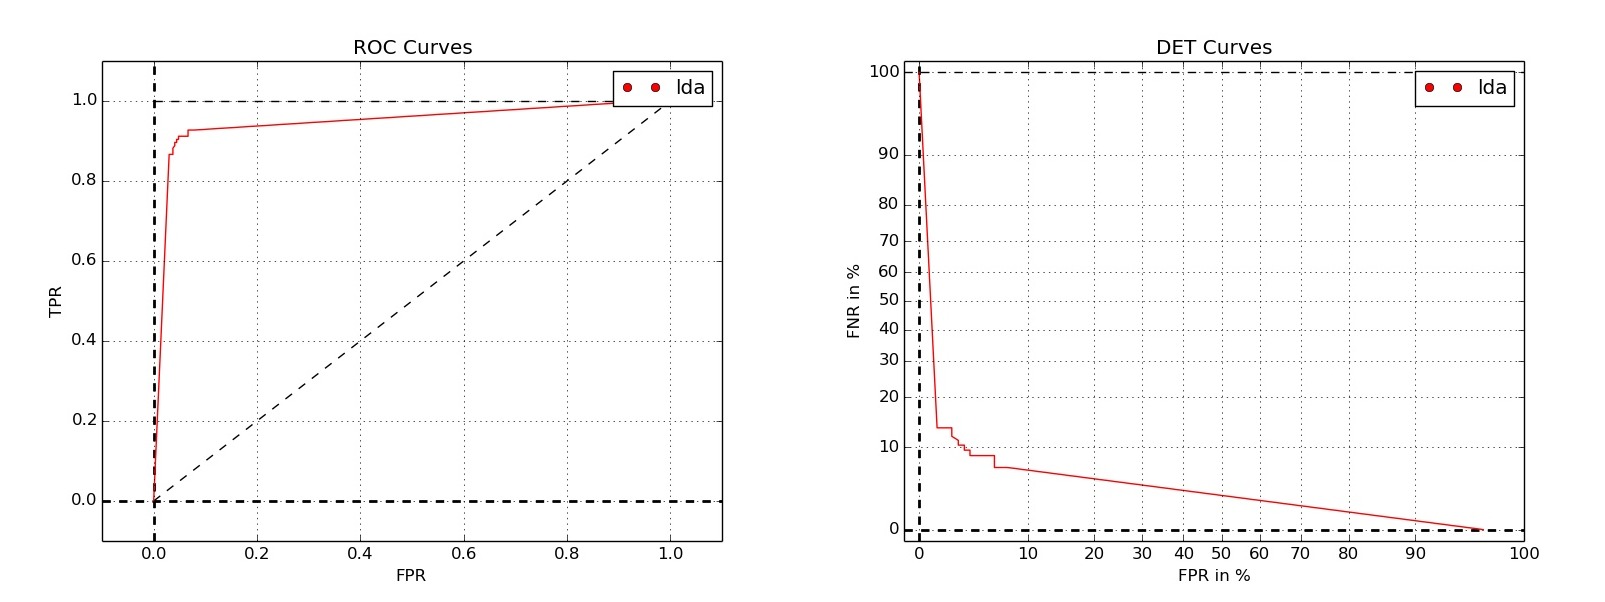 ROC Curves
lda
1.0
0.8
0.6
0.4
0.2
0.0
TPR
0.0 0.2 0.4 0.6 0.8 1.0
FPR
DET Curves
lda
100
90
80
70
60
50
40
30
20
10
0
FNR in %
0 10 20 30 40 50 60 70 80 90 100
FPR in %